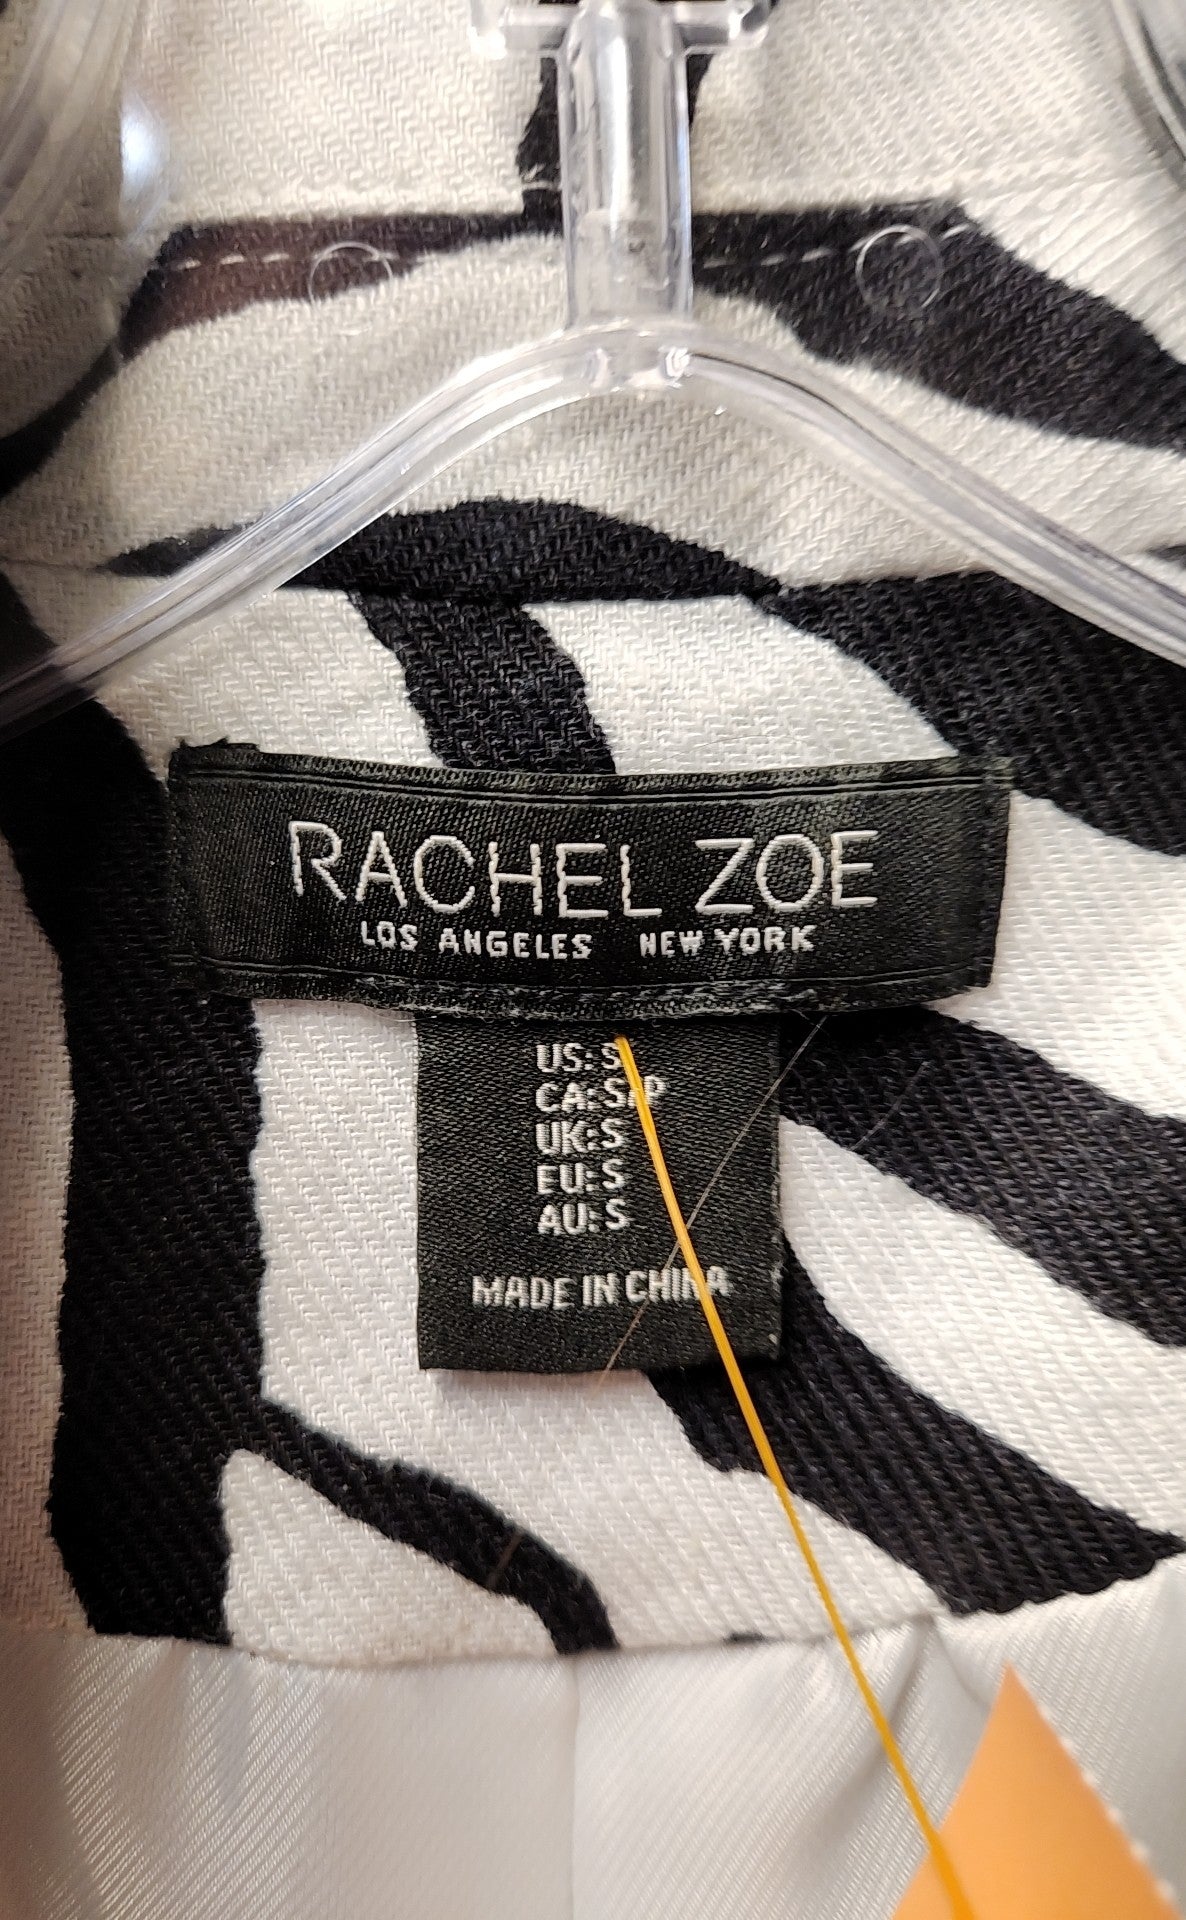 RACHEL ZOE
LOS ANGELES NEW YORK
US: S
CA: S/P
UK: S
EU: S
AU: S
MADE IN CHINA